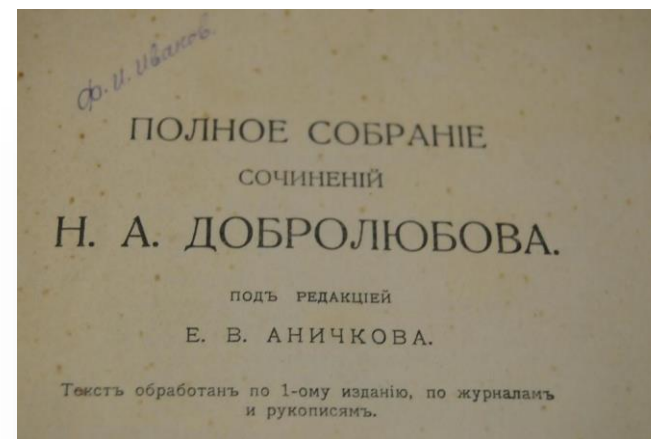 Ф. И. Иванов.
ПОЛНОЕ СОБРАНІЕ
СОЧИНЕНІЙ
Н. А. ДОБРОЛЮБОВА.
ПОДЪ РЕДАКЦІЕЙ
Е. В. АНИЧКОВА.
Текстъ обработанъ по 1-ому изданію, по журналамъ
и рукописямъ.